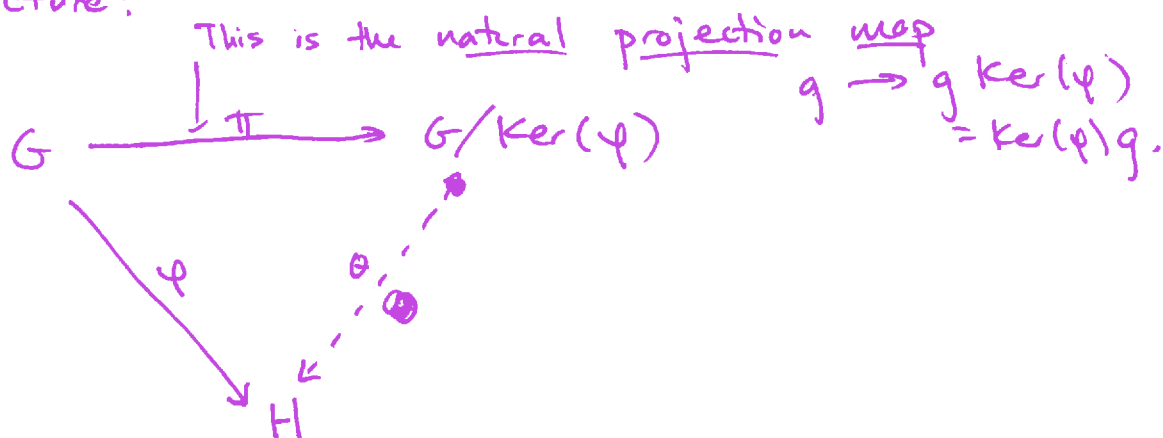 This is the natural projection map
g → g Ker(φ)
= Ker(φ) g.
G π G/Ker(φ)
φ θ
H